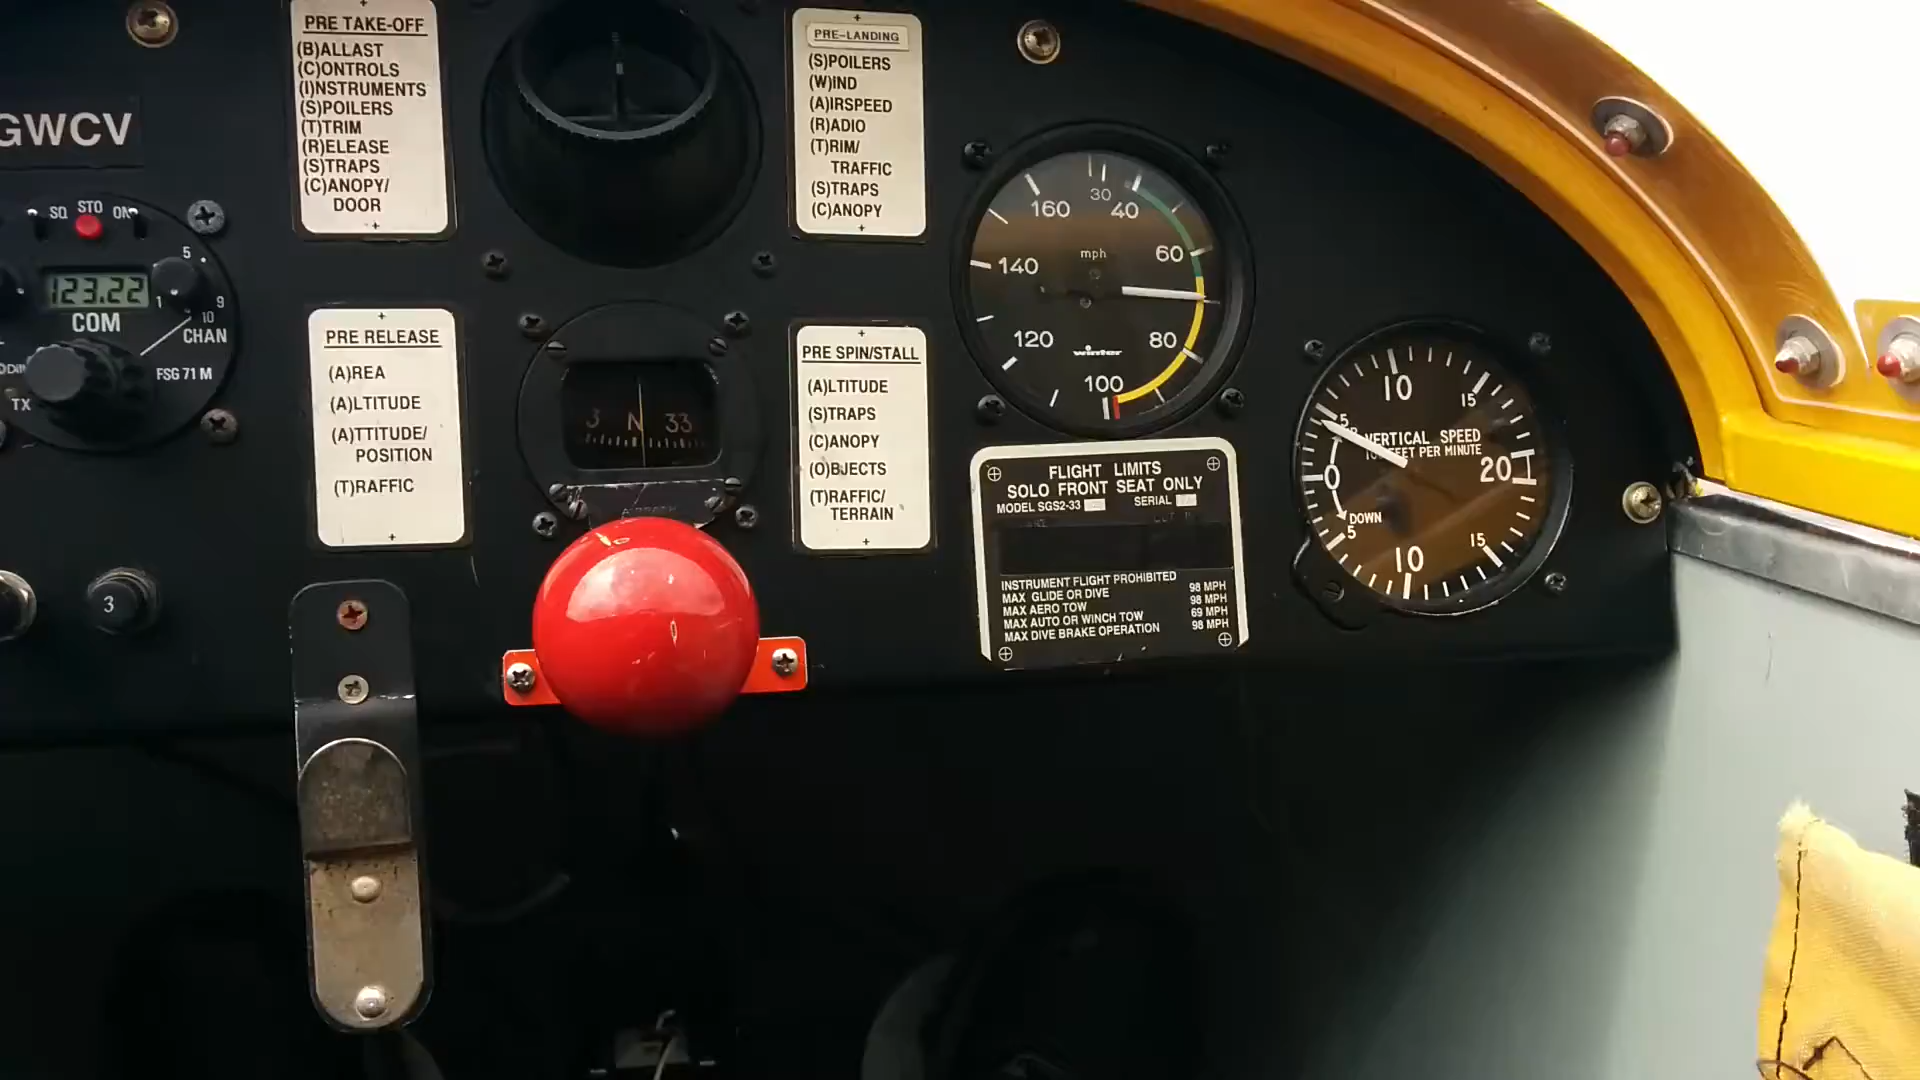 GWCV
SQ STO ON
123.22
COM
5
1
9
10
CHAN
FSG 71 M
TX
3
PRE TAKE-OFF
(B)ALLAST
(C)ONTROLS
(I)NSTRUMENTS
(S)POILERS
(T)RIM
(R)ELEASE
(S)TRAPS
(C)ANOPY/
DOOR
PRE RELEASE
(A)REA
(A)LTITUDE
(A)TTITUDE/
POSITION
(T)RAFFIC
3 N 33
PRE-LANDING
(S)POILERS
(W)IND
(A)IRSPEED
(R)ADIO
(T)RIM/
TRAFFIC
(S)TRAPS
(C)ANOPY
PRE SPIN/STALL
(A)LTITUDE
(S)TRAPS
(C)ANOPY
(O)BJECTS
(T)RAFFIC/
TERRAIN
30
160 40
mph 60
140
120 80
winter
100
FLIGHT LIMITS
SOLO FRONT SEAT ONLY
MODEL SGS2-33 SERIAL
INSTRUMENT FLIGHT PROHIBITED
MAX GLIDE OR DIVE 98 MPH
MAX AERO TOW 98 MPH
MAX AUTO OR WINCH TOW 69 MPH
MAX DIVE BRAKE OPERATION 98 MPH
10
15
5
VERTICAL SPEED
FEET PER MINUTE
0 20
DOWN
5 15
10